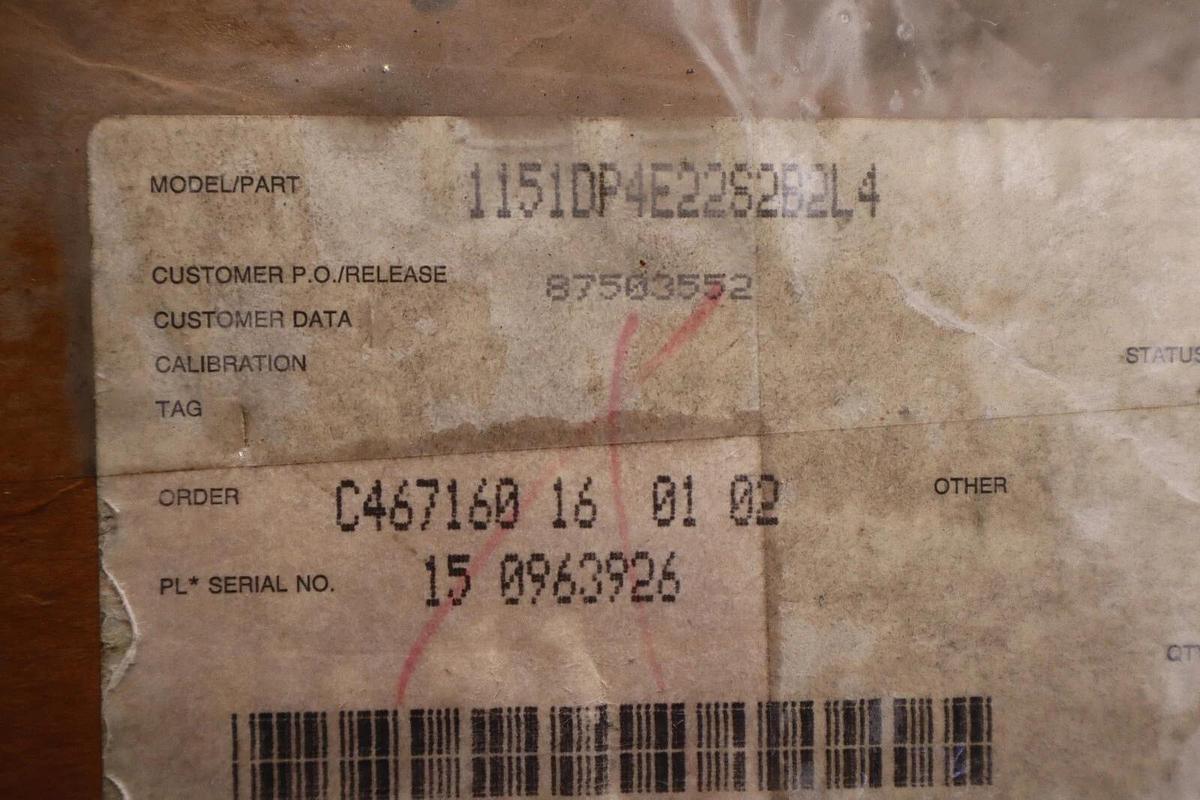 MODEL/PART 1151DP4E22S2B2L4
CUSTOMER P.O./RELEASE 87503552
CUSTOMER DATA
CALIBRATION
STATUS
TAG
ORDER C467160 16 01 02 OTHER
PL* SERIAL NO. 15 0963926
QTY